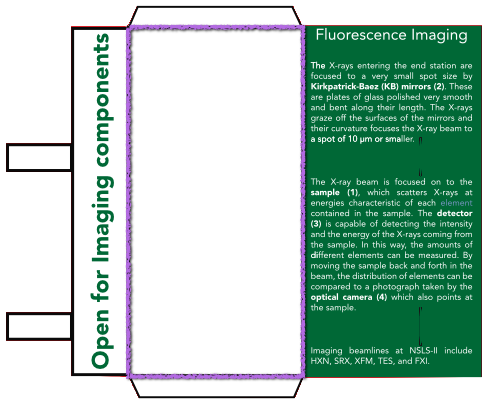 Open for Imaging components
Fluorescence Imaging
The X-rays entering the end station are
focused to a very small spot size by
Kirkpatrick-Baez (KB) mirrors (2). These
are plates of glass polished very smooth
and bent along their length. The X-rays
graze off the surfaces of the mirrors and
their curvature focuses the X-ray beam to
a spot of 10 µm or smaller.
The X-ray beam is focused on to the
sample (1), which scatters X-rays at
energies characteristic of each element
contained in the sample. The detector
(3) is capable of detecting the intensity
and the energy of the X-rays coming from
the sample. In this way, the amounts of
different elements can be measured. By
moving the sample back and forth in the
beam, the distribution of elements can be
compared to a photograph taken by the
optical camera (4) which also points at
the sample.
Imaging beamlines at NSLS-II include
HXN, SRX, XFM, TES, and FXI.